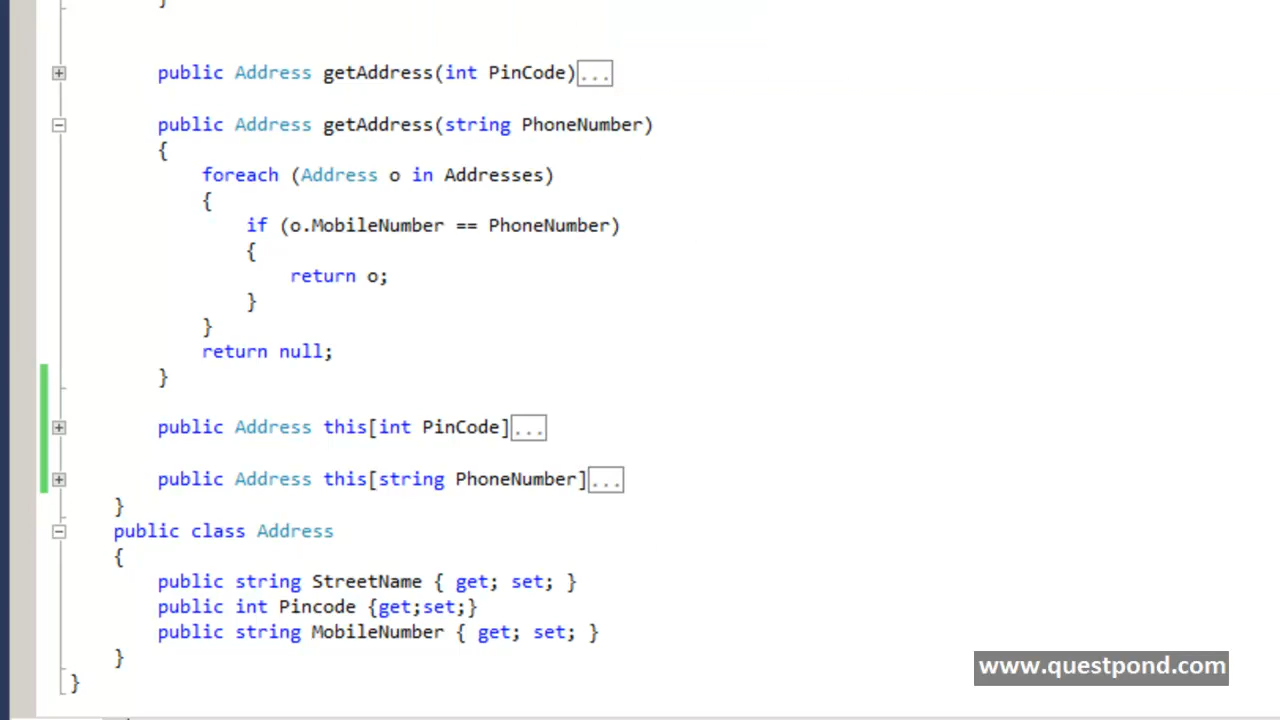 }
public Address getAddress(int PinCode)...
public Address getAddress(string PhoneNumber)
{
foreach (Address o in Addresses)
{
if (o.MobileNumber == PhoneNumber)
{
return o;
}
}
return null;
}
public Address this[int PinCode]...
public Address this[string PhoneNumber]...
}
public class Address
{
public string StreetName { get; set; }
public int Pincode {get;set;}
public string MobileNumber { get; set; }
}
}
www.questpond.com